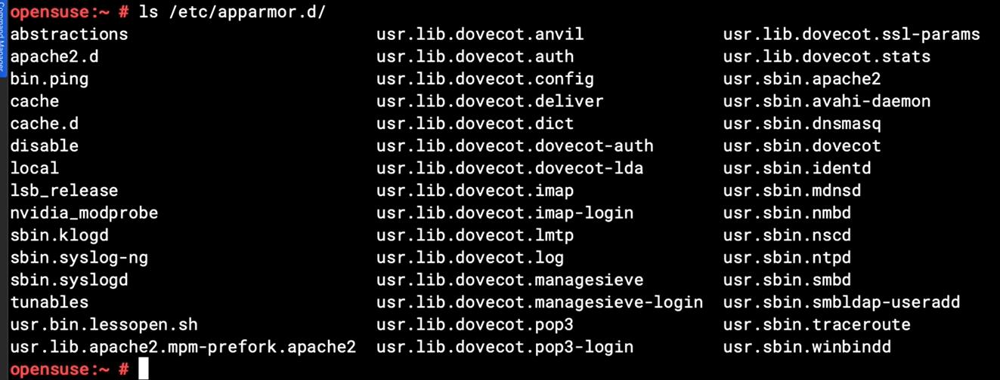 Command Manager
opensuse:~ # ls /etc/apparmor.d/
abstractions usr.lib.dovecot.anvil usr.lib.dovecot.ssl-params
apache2.d usr.lib.dovecot.auth usr.lib.dovecot.stats
bin.ping usr.lib.dovecot.config usr.sbin.apache2
cache usr.lib.dovecot.deliver usr.sbin.avahi-daemon
cache.d usr.lib.dovecot.dict usr.sbin.dnsmasq
disable usr.lib.dovecot.dovecot-auth usr.sbin.dovecot
local usr.lib.dovecot.dovecot-lda usr.sbin.identd
lsb_release usr.lib.dovecot.imap usr.sbin.mdnsd
nvidia_modprobe usr.lib.dovecot.imap-login usr.sbin.nmbd
sbin.klogd usr.lib.dovecot.lmtp usr.sbin.nscd
sbin.syslog-ng usr.lib.dovecot.log usr.sbin.ntpd
sbin.syslogd usr.lib.dovecot.managesieve usr.sbin.smbd
tunables usr.lib.dovecot.managesieve-login usr.sbin.smbldap-useradd
usr.bin.lessopen.sh usr.lib.dovecot.pop3 usr.sbin.traceroute
usr.lib.apache2.mpm-prefork.apache2 usr.lib.dovecot.pop3-login usr.sbin.winbindd
opensuse:~ #